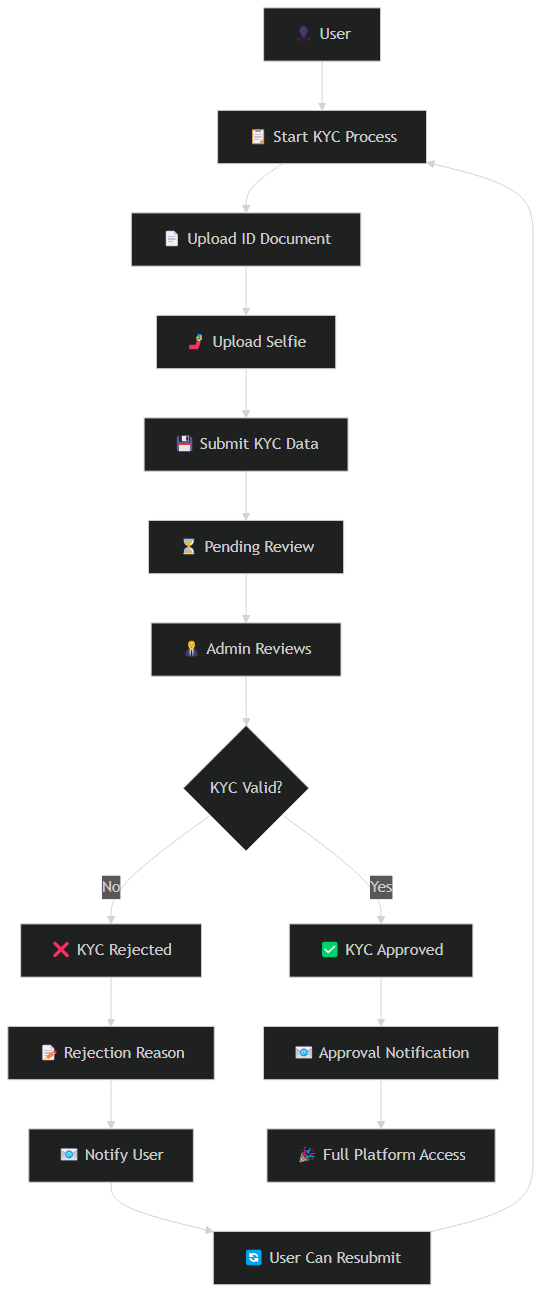 User
Start KYC Process
Upload ID Document
Upload Selfie
Submit KYC Data
Pending Review
Admin Reviews
KYC Valid?
No
Yes
KYC Rejected
KYC Approved
Rejection Reason
Approval Notification
Notify User
Full Platform Access
User Can Resubmit